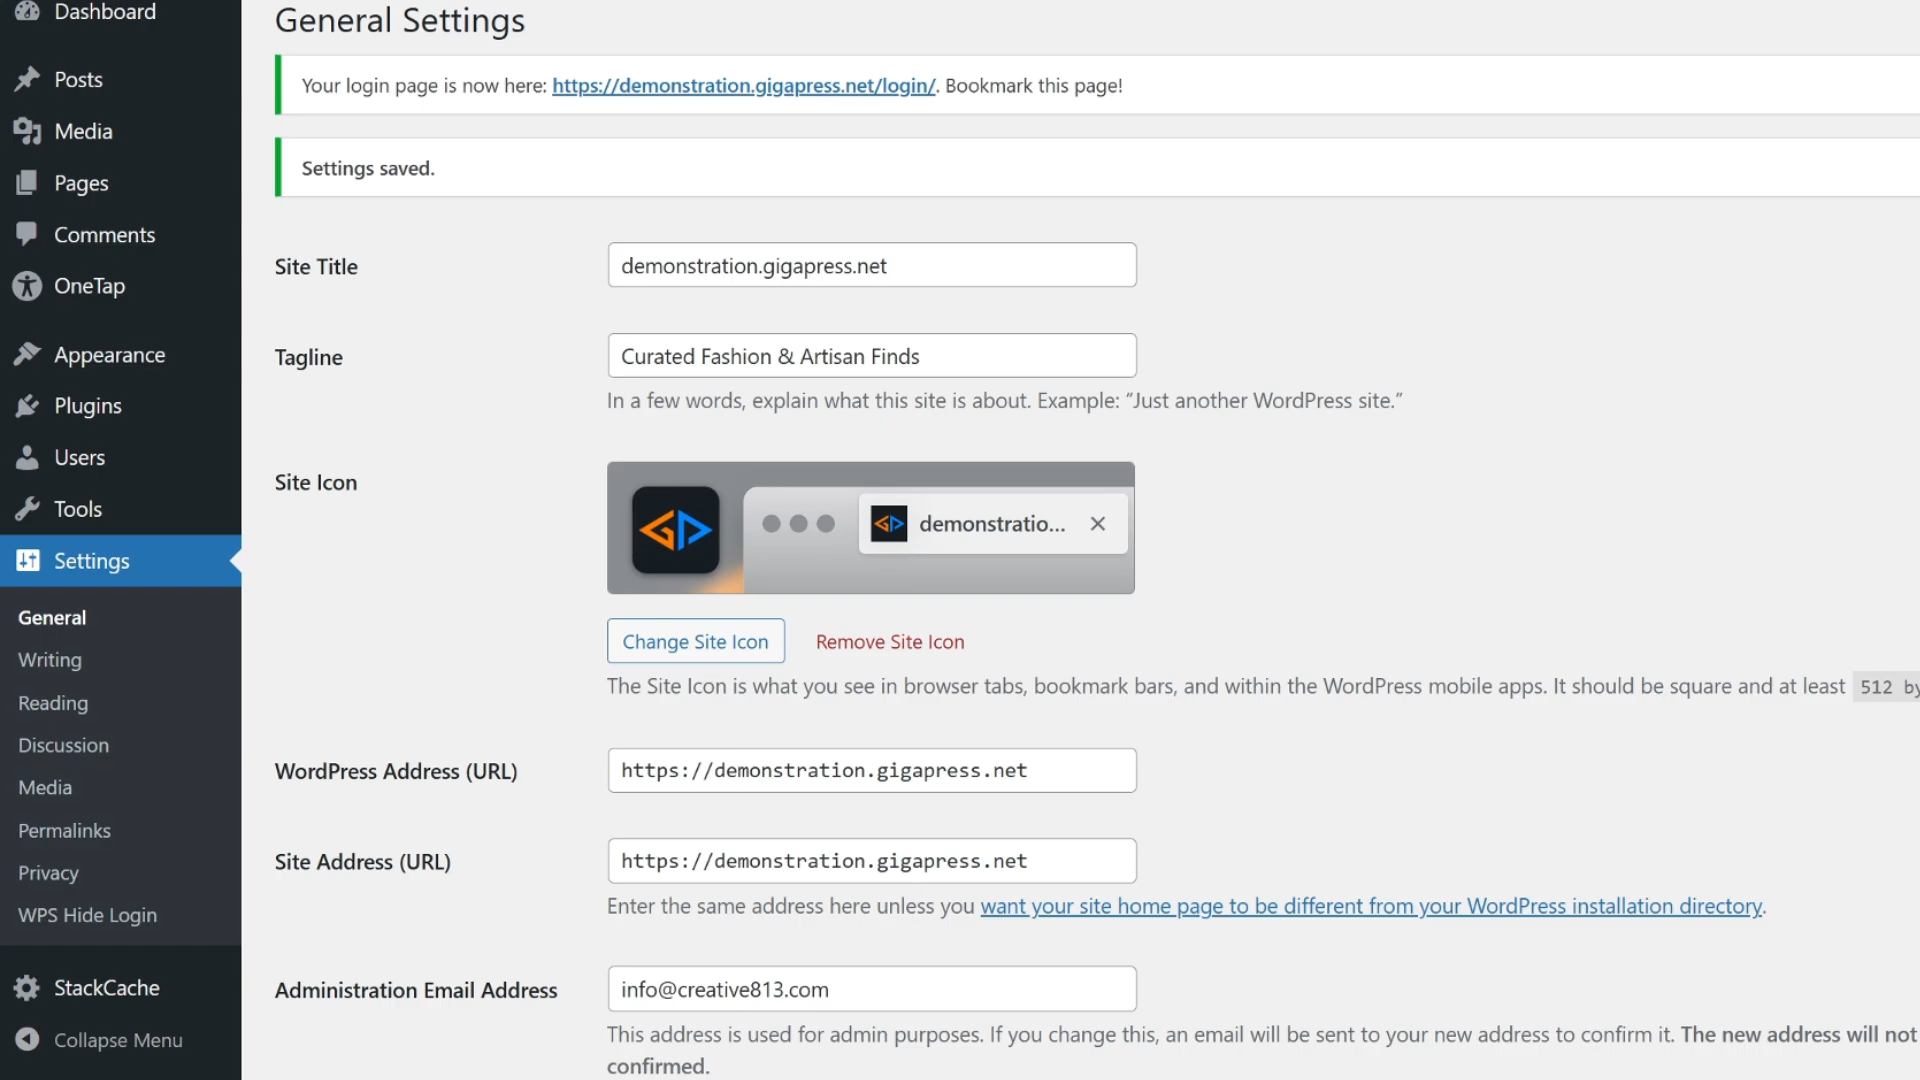 Dashboard
Posts
Media
Pages
Comments
OneTap
Appearance
Plugins
Users
Tools
Settings
General
Writing
Reading
Discussion
Media
Permalinks
Privacy
WPS Hide Login
StackCache
Collapse Menu
General Settings
Your login page is now here: https://demonstration.gigapress.net/login/. Bookmark this page!
Settings saved.
Site Title
demonstration.gigapress.net
Tagline
Curated Fashion & Artisan Finds
In a few words, explain what this site is about. Example: “Just another WordPress site.”
Site Icon
demonstratio...
Change Site Icon Remove Site Icon
The Site Icon is what you see in browser tabs, bookmark bars, and within the WordPress mobile apps. It should be square and at least 512 by
WordPress Address (URL)
https://demonstration.gigapress.net
Site Address (URL)
https://demonstration.gigapress.net
Enter the same address here unless you want your site home page to be different from your WordPress installation directory.
Administration Email Address
info@creative813.com
This address is used for admin purposes. If you change this, an email will be sent to your new address to confirm it. The new address will not
confirmed.